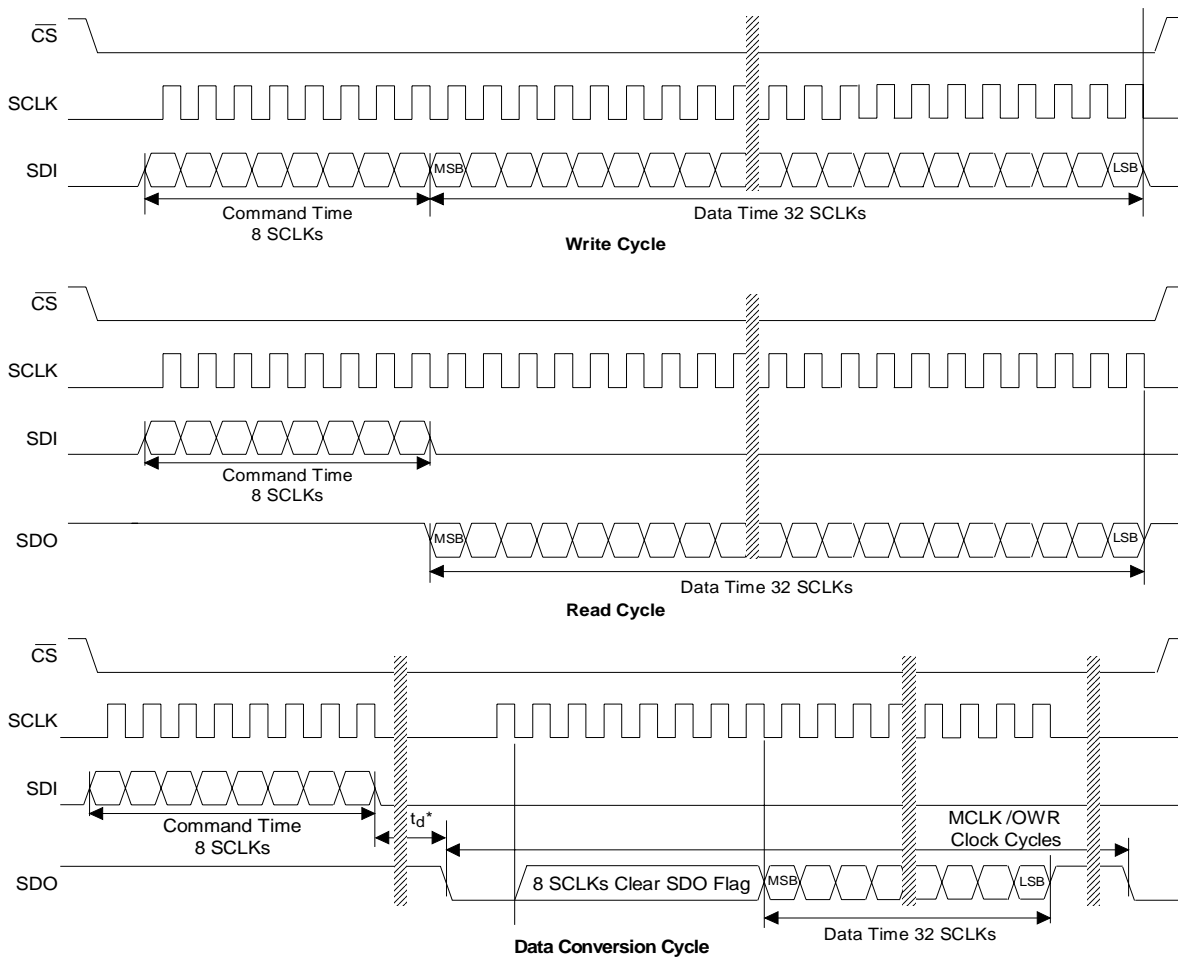 CS
SCLK
SDI
MSB
LSB
Command Time
8 SCLKs
Data Time 32 SCLKs
Write Cycle
CS
SCLK
SDI
Command Time
8 SCLKs
SDO
MSB
LSB
Data Time 32 SCLKs
Read Cycle
CS
SCLK
SDI
Command Time
8 SCLKs
td*
MCLK /OWR
Clock Cycles
SDO
8 SCLKs Clear SDO Flag
MSB
LSB
Data Time 32 SCLKs
Data Conversion Cycle